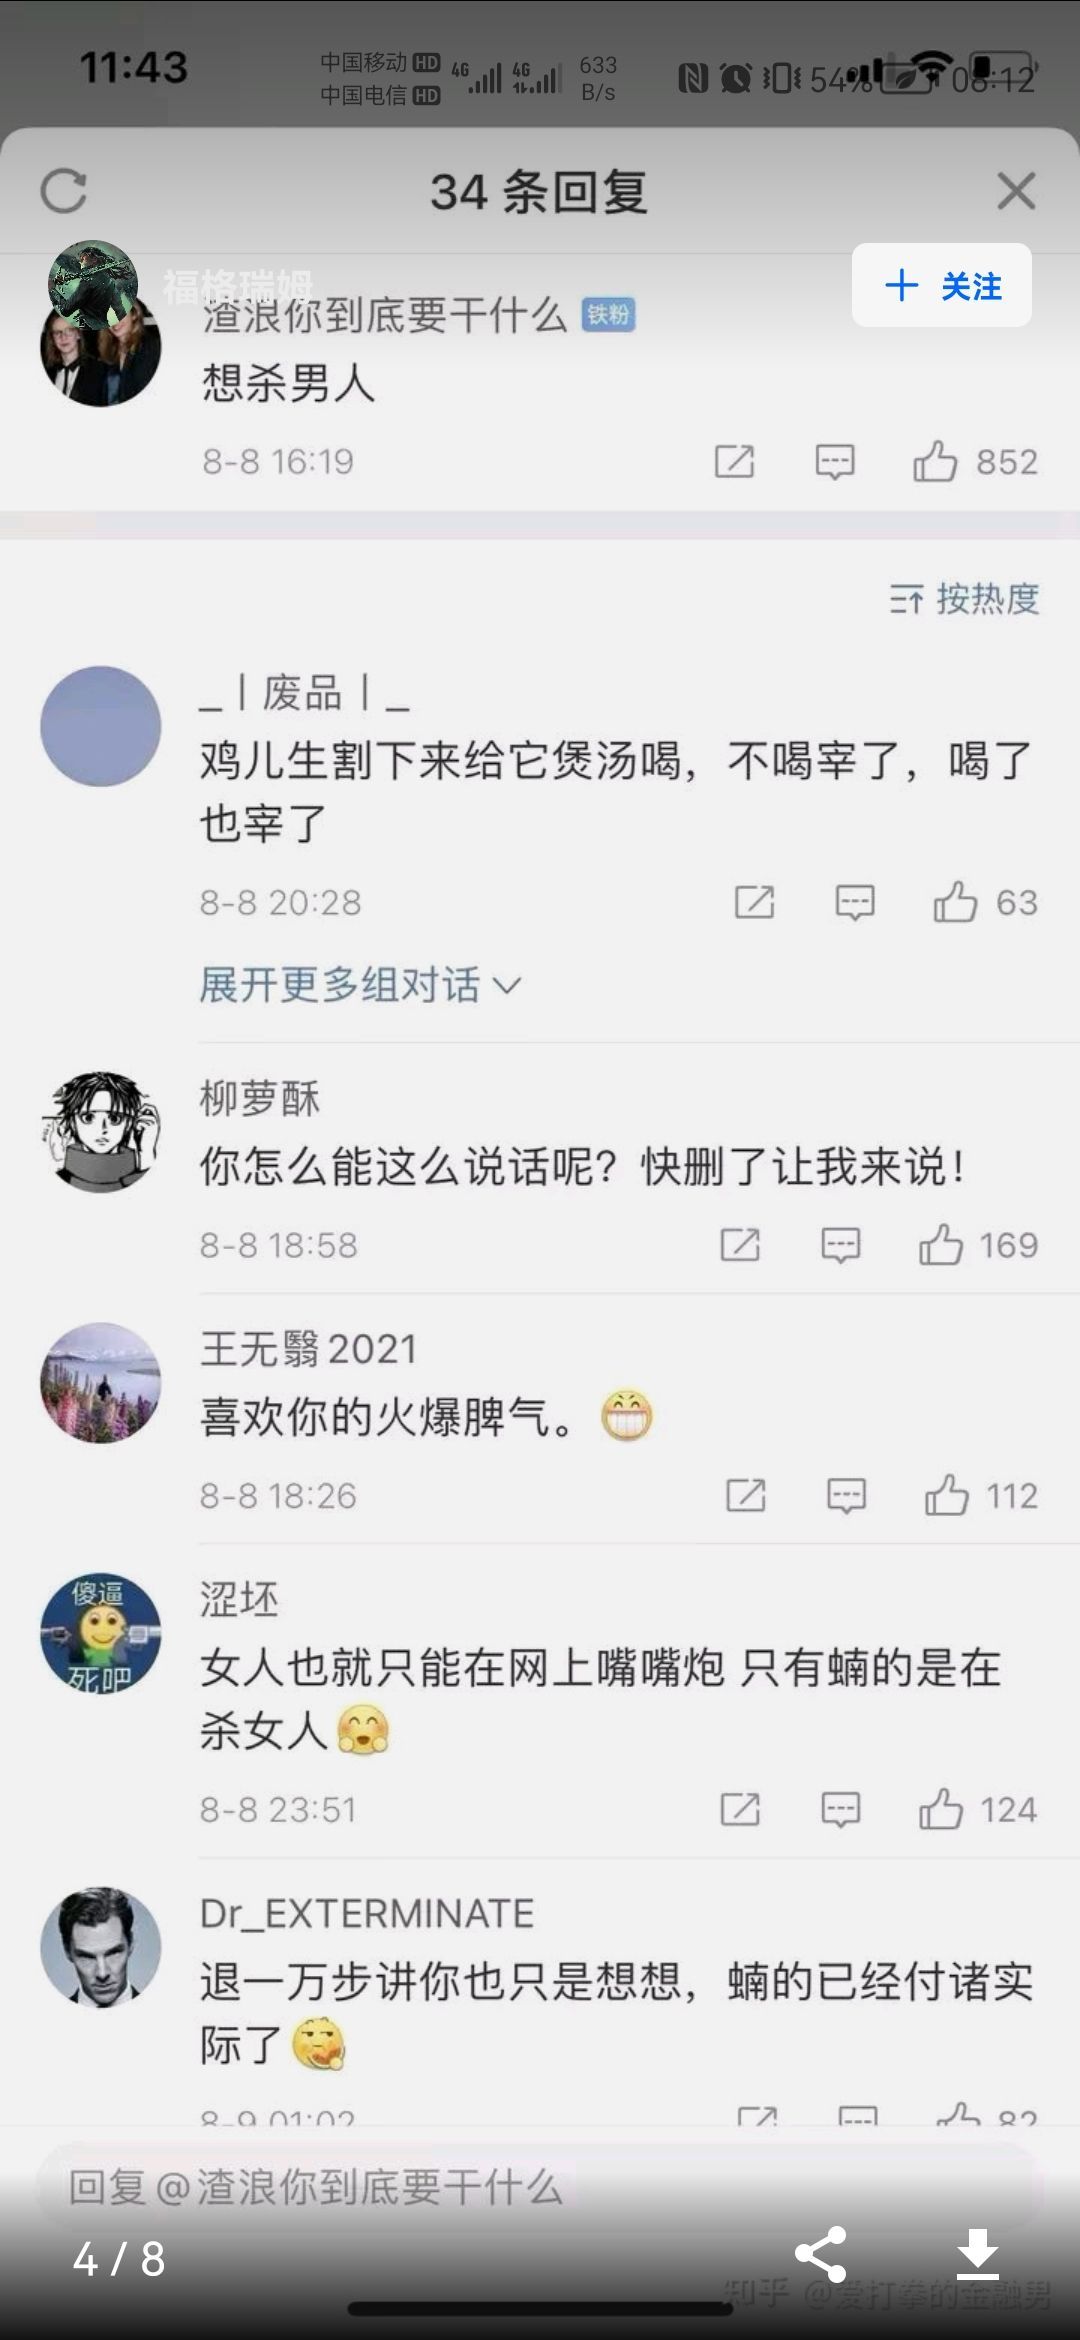 11:43
中国移动 HD 4G 4G 633 54% 08:12
中国电信 HD B/s
34 条回复
福格瑞姆
+ 关注
渣浪你到底要干什么 铁粉
想杀男人
8-8 16:19 852
按热度
_丨废品丨_
鸡儿生割下来给它煲汤喝，不喝宰了，喝了
也宰了
8-8 20:28 63
展开更多组对话
柳萝酥
你怎么能这么说话呢？快删了让我来说！
8-8 18:58 169
王无翳2021
喜欢你的火爆脾气。
8-8 18:26 112
傻逼
死吧
涩坯
女人也就只能在网上嘴嘴炮 只有蝻的是在
杀女人
8-8 23:51 124
Dr_EXTERMINATE
退一万步讲你也只是想想，蝻的已经付诸实
际了
8-9 01:02 82
回复@渣浪你到底要干什么
4 / 8
知乎 @爱打拳的金融男